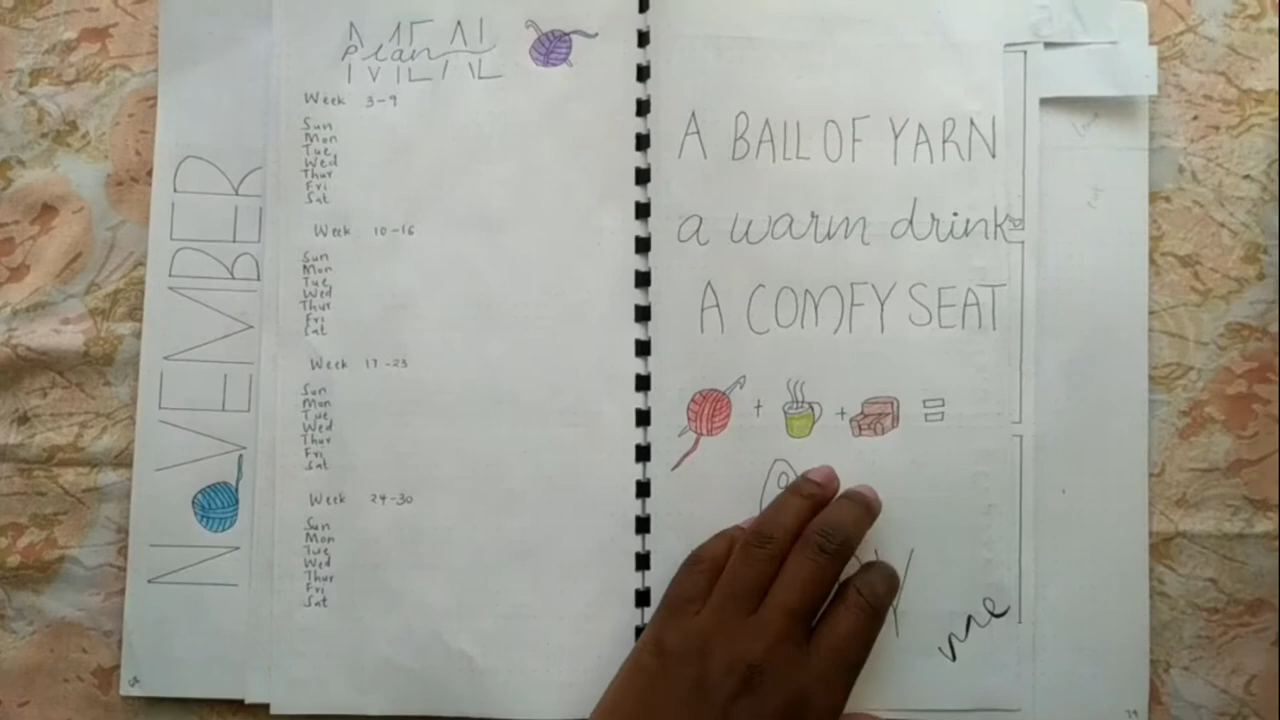 NOVEMBER
MEAL
Plan
Week 3-9
Sun
Mon
Tue
Wed
Thur
Fri
Sat
Week 10-16
Sun
Mon
Tue
Wed
Thur
Fri
Sat
Week 17-23
Sun
Mon
Tue
Wed
Thur
Fri
Sat
Week 24-30
Sun
Mon
Tue
Wed
Thur
Fri
Sat
A BALL OF YARN
a warm drink
A COMFY SEAT
+ + =
me
79